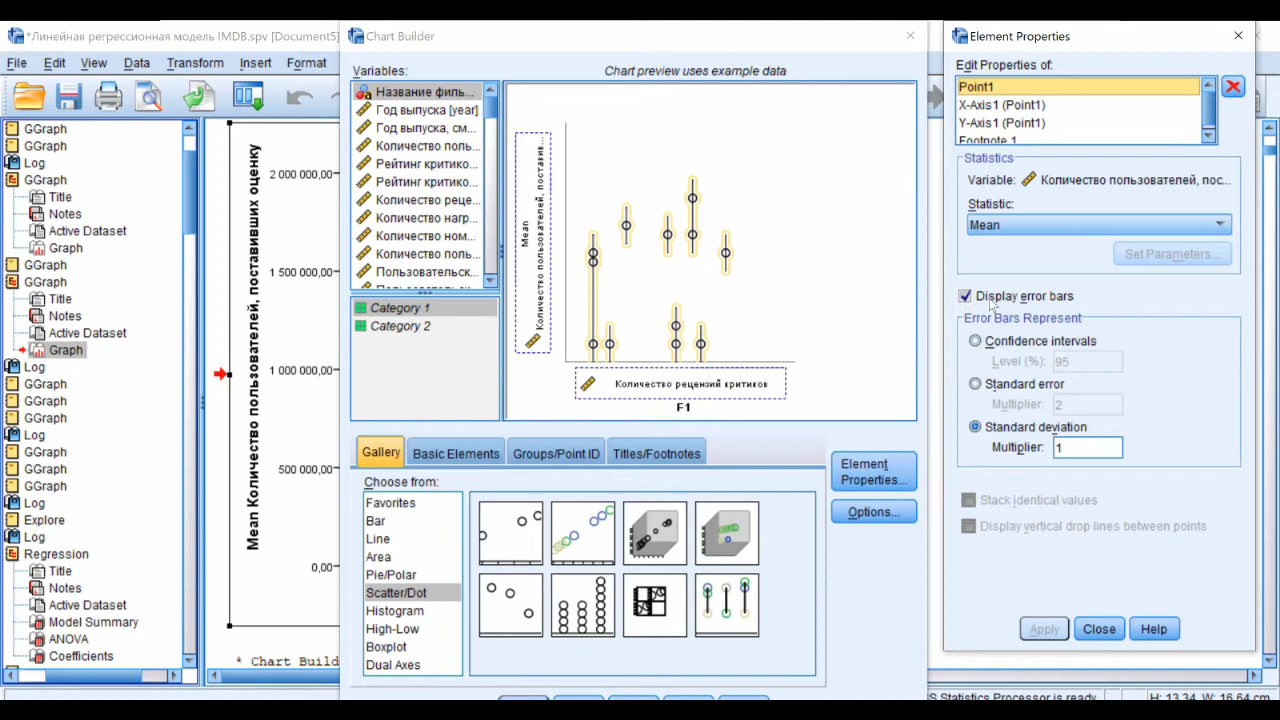 *Линейная регрессионная модель IMDB.spv [Document5]
File Edit View Data Transform Insert Format
GGraph
GGraph
Log
GGraph
Title
Notes
Active Dataset
Graph
GGraph
GGraph
Title
Notes
Active Dataset
Graph
Log
GGraph
GGraph
GGraph
Log
GGraph
GGraph
GGraph
Log
Explore
Log
Regression
Title
Notes
Active Dataset
Model Summary
ANOVA
Coefficients
Mean Количество пользователей, поставивших оценку
2 000 000,00
1 500 000,00
1 000 000,00
500 000,00
0,00
* Chart Build
Chart Builder
Variables:
Название филь...
Год выпуска [year]
Год выпуска, см...
Количество поль...
Рейтинг критико...
Рейтинг критико...
Количество реце...
Количество нагр...
Количество ном...
Количество поль...
Пользовательск...
Category 1
Category 2
Chart preview uses example data
Mean
Количество пользователей, поставив...
Количество рецензий критиков
F1
Gallery Basic Elements Groups/Point ID Titles/Footnotes
Choose from:
Favorites
Bar
Line
Area
Pie/Polar
Scatter/Dot
Histogram
High-Low
Boxplot
Dual Axes
Element
Properties...
Options...
Element Properties
Edit Properties of:
Point1
X-Axis1 (Point1)
Y-Axis1 (Point1)
Footnote 1
Statistics
Variable: Количество пользователей, пос...
Statistic:
Mean
Set Parameters...
Display error bars
Error Bars Represent
Confidence intervals
Level (%): 95
Standard error
Multiplier: 2
Standard deviation
Multiplier: 1
Stack identical values
Display vertical drop lines between points
Apply Close Help
S Statistics Processor is ready
H: 13.34, W: 16.64 cm